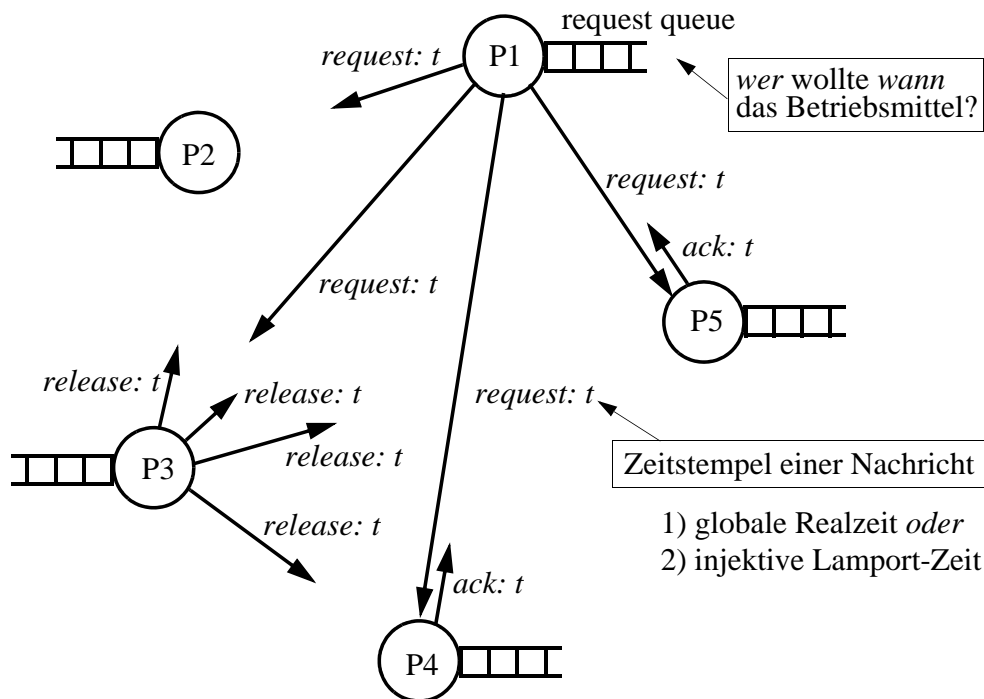 request queue
request: t
P1
wer wollte wann
das Betriebsmittel?
P2
request: t
ack: t
request: t
P5
release: t
release: t
request: t
release: t
P3
Zeitstempel einer Nachricht
release: t
1) globale Realzeit oder
2) injektive Lamport-Zeit
ack: t
P4